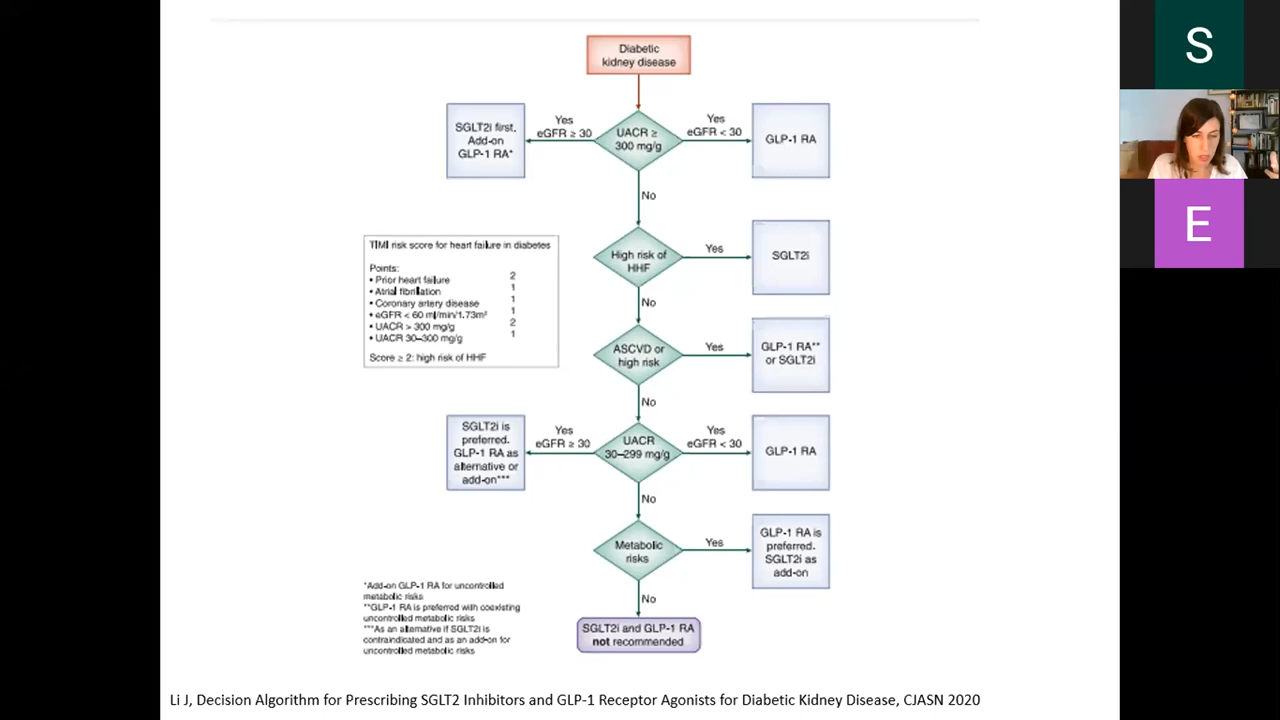 Diabetic
kidney disease
SGLT2i first.
Add-on
GLP-1 RA*
Yes
eGFR ≥ 30
UACR ≥
300 mg/g
Yes
eGFR < 30
GLP-1 RA
No
TIMI risk score for heart failure in diabetes
Points:
• Prior heart failure 2
• Atrial fibrillation 1
• Coronary artery disease 1
• eGFR < 60 ml/min/1.73m² 1
• UACR > 300 mg/g 2
• UACR 30–300 mg/g 1
Score ≥ 2: high risk of HHF
High risk of
HHF
Yes
SGLT2i
No
ASCVD or
high risk
Yes
GLP-1 RA**
or SGLT2i
No
SGLT2i is
preferred.
GLP-1 RA as
alternative or
add-on***
Yes
eGFR ≥ 30
UACR
30–299 mg/g
Yes
eGFR < 30
GLP-1 RA
No
Metabolic
risks
Yes
GLP-1 RA is
preferred.
SGLT2i as
add-on
No
SGLT2i and GLP-1 RA
not recommended
*Add-on GLP-1 RA for uncontrolled
metabolic risks
**GLP-1 RA is preferred with coexisting
uncontrolled metabolic risks
***As an alternative if SGLT2i is
contraindicated and as an add-on for
uncontrolled metabolic risks
Li J, Decision Algorithm for Prescribing SGLT2 Inhibitors and GLP-1 Receptor Agonists for Diabetic Kidney Disease, CJASN 2020
S
E